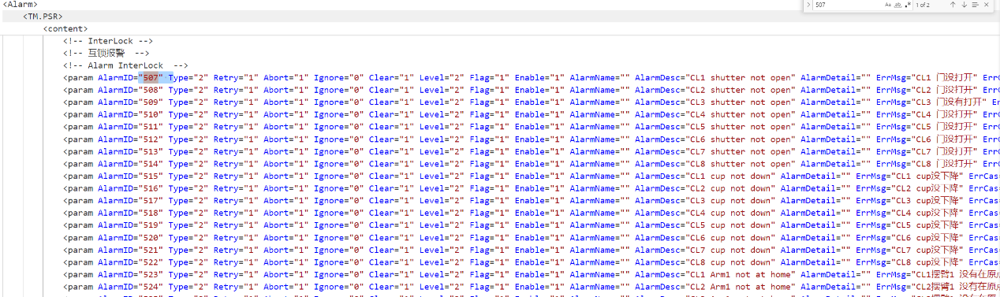 <Alarm>
507 Aa ab 1 of 2
<TM.PSR>
<content>
<!-- InterLock -->
<!-- 互锁报警  -->
<!-- Alarm InterLock  -->
<param AlarmID="507" Type="2" Retry="1" Abort="1" Ignore="0" Clear="1" Level="2" Flag="1" Enable="1" AlarmName="" AlarmDesc="CL1 shutter not open" AlarmDetail="" ErrMsg="CL1 门没打开"
<param AlarmID="508" Type="2" Retry="1" Abort="1" Ignore="0" Clear="1" Level="2" Flag="1" Enable="1" AlarmName="" AlarmDesc="CL2 shutter not open" AlarmDetail="" ErrMsg="CL2 门没打开"
<param AlarmID="509" Type="2" Retry="1" Abort="1" Ignore="0" Clear="1" Level="2" Flag="1" Enable="1" AlarmName="" AlarmDesc="CL3 shutter not open" AlarmDetail="" ErrMsg="CL3 门没有打开"
<param AlarmID="510" Type="2" Retry="1" Abort="1" Ignore="0" Clear="1" Level="2" Flag="1" Enable="1" AlarmName="" AlarmDesc="CL4 shutter not open" AlarmDetail="" ErrMsg="CL4 门没打开"
<param AlarmID="511" Type="2" Retry="1" Abort="1" Ignore="0" Clear="1" Level="2" Flag="1" Enable="1" AlarmName="" AlarmDesc="CL5 shutter not open" AlarmDetail="" ErrMsg="CL5 门没打开"
<param AlarmID="512" Type="2" Retry="1" Abort="1" Ignore="0" Clear="1" Level="2" Flag="1" Enable="1" AlarmName="" AlarmDesc="CL6 shutter not open" AlarmDetail="" ErrMsg="CL6 门没打开"
<param AlarmID="513" Type="2" Retry="1" Abort="1" Ignore="0" Clear="1" Level="2" Flag="1" Enable="1" AlarmName="" AlarmDesc="CL7 shutter not open" AlarmDetail="" ErrMsg="CL7 门没打开"
<param AlarmID="514" Type="2" Retry="1" Abort="1" Ignore="0" Clear="1" Level="2" Flag="1" Enable="1" AlarmName="" AlarmDesc="CL8 shutter not open" AlarmDetail="" ErrMsg="CL8 门没打开"
<param AlarmID="515" Type="2" Retry="1" Abort="1" Ignore="0" Clear="1" Level="2" Flag="1" Enable="1" AlarmName="" AlarmDesc="CL1 cup not down" AlarmDetail="" ErrMsg="CL1 cup没下降" ErrCas
<param AlarmID="516" Type="2" Retry="1" Abort="1" Ignore="0" Clear="1" Level="2" Flag="1" Enable="1" AlarmName="" AlarmDesc="CL2 cup not down" AlarmDetail="" ErrMsg="CL2 cup没下降" ErrCas
<param AlarmID="517" Type="2" Retry="1" Abort="1" Ignore="0" Clear="1" Level="2" Flag="1" Enable="1" AlarmName="" AlarmDesc="CL3 cup not down" AlarmDetail="" ErrMsg="CL3 cup没下降" ErrCas
<param AlarmID="518" Type="2" Retry="1" Abort="1" Ignore="0" Clear="1" Level="2" Flag="1" Enable="1" AlarmName="" AlarmDesc="CL4 cup not down" AlarmDetail="" ErrMsg="CL4 cup没下降" ErrCas
<param AlarmID="519" Type="2" Retry="1" Abort="1" Ignore="0" Clear="1" Level="2" Flag="1" Enable="1" AlarmName="" AlarmDesc="CL5 cup not down" AlarmDetail="" ErrMsg="CL5 cup没下降" ErrCas
<param AlarmID="520" Type="2" Retry="1" Abort="1" Ignore="0" Clear="1" Level="2" Flag="1" Enable="1" AlarmName="" AlarmDesc="CL6 cup not down" AlarmDetail="" ErrMsg="CL6 cup没下降" ErrCas
<param AlarmID="521" Type="2" Retry="1" Abort="1" Ignore="0" Clear="1" Level="2" Flag="1" Enable="1" AlarmName="" AlarmDesc="CL7 cup not down" AlarmDetail="" ErrMsg="CL7 cup没下降" ErrCas
<param AlarmID="522" Type="2" Retry="1" Abort="1" Ignore="0" Clear="1" Level="2" Flag="1" Enable="1" AlarmName="" AlarmDesc="CL8 cup not down" AlarmDetail="" ErrMsg="CL8 cup没下降" ErrCas
<param AlarmID="523" Type="2" Retry="1" Abort="1" Ignore="0" Clear="1" Level="2" Flag="1" Enable="1" AlarmName="" AlarmDesc="CL1 Arm1 not at home" AlarmDetail="" ErrMsg="CL1摆臂1 没有在原点
<param AlarmID="524" Type="2" Retry="1" Abort="1" Ignore="0" Clear="1" Level="2" Flag="1" Enable="1" AlarmName="" AlarmDesc="CL2 Arm1 not at home" AlarmDetail="" ErrMsg="CL2摆臂1 没有在原点